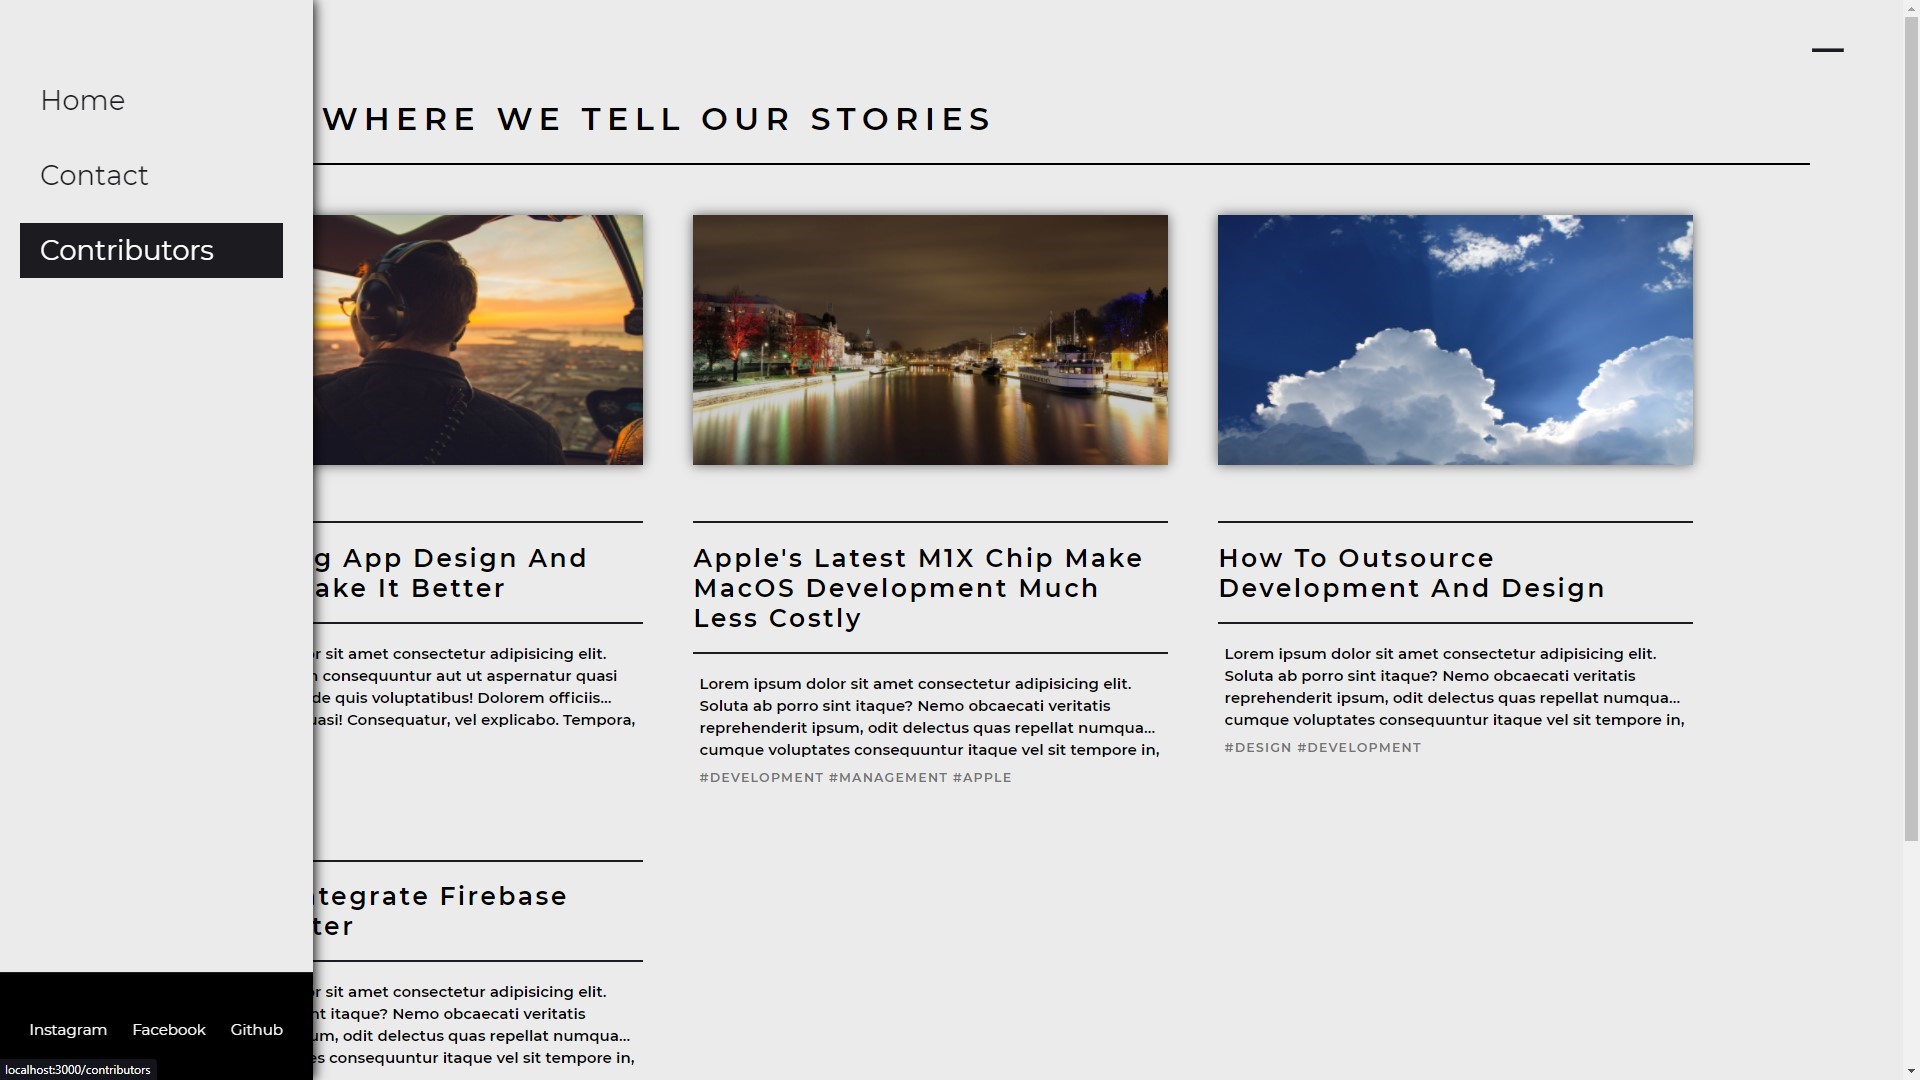 Home
Contact
Contributors
WHERE WE TELL OUR STORIES
g App Design And
ake It Better
sit amet consectetur adipisicing elit.
consequuntur aut ut aspernatur quasi
de quis voluptatibus! Dolorem officiis...
uasi! Consequatur, vel explicabo. Tempora,
Apple's Latest M1X Chip Make
MacOS Development Much
Less Costly
Lorem ipsum dolor sit amet consectetur adipisicing elit.
Soluta ab porro sint itaque? Nemo obcaecati veritatis
reprehenderit ipsum, odit delectus quas repellat numqua...
cumque voluptates consequuntur itaque vel sit tempore in,
#DEVELOPMENT #MANAGEMENT #APPLE
How To Outsource
Development And Design
Lorem ipsum dolor sit amet consectetur adipisicing elit.
Soluta ab porro sint itaque? Nemo obcaecati veritatis
reprehenderit ipsum, odit delectus quas repellat numqua...
cumque voluptates consequuntur itaque vel sit tempore in,
#DESIGN #DEVELOPMENT
ntegrate Firebase
ter
sit amet consectetur adipisicing elit.
nt itaque? Nemo obcaecati veritatis
um, odit delectus quas repellat numqua...
es consequuntur itaque vel sit tempore in,
Instagram Facebook Github
localhost:3000/contributors